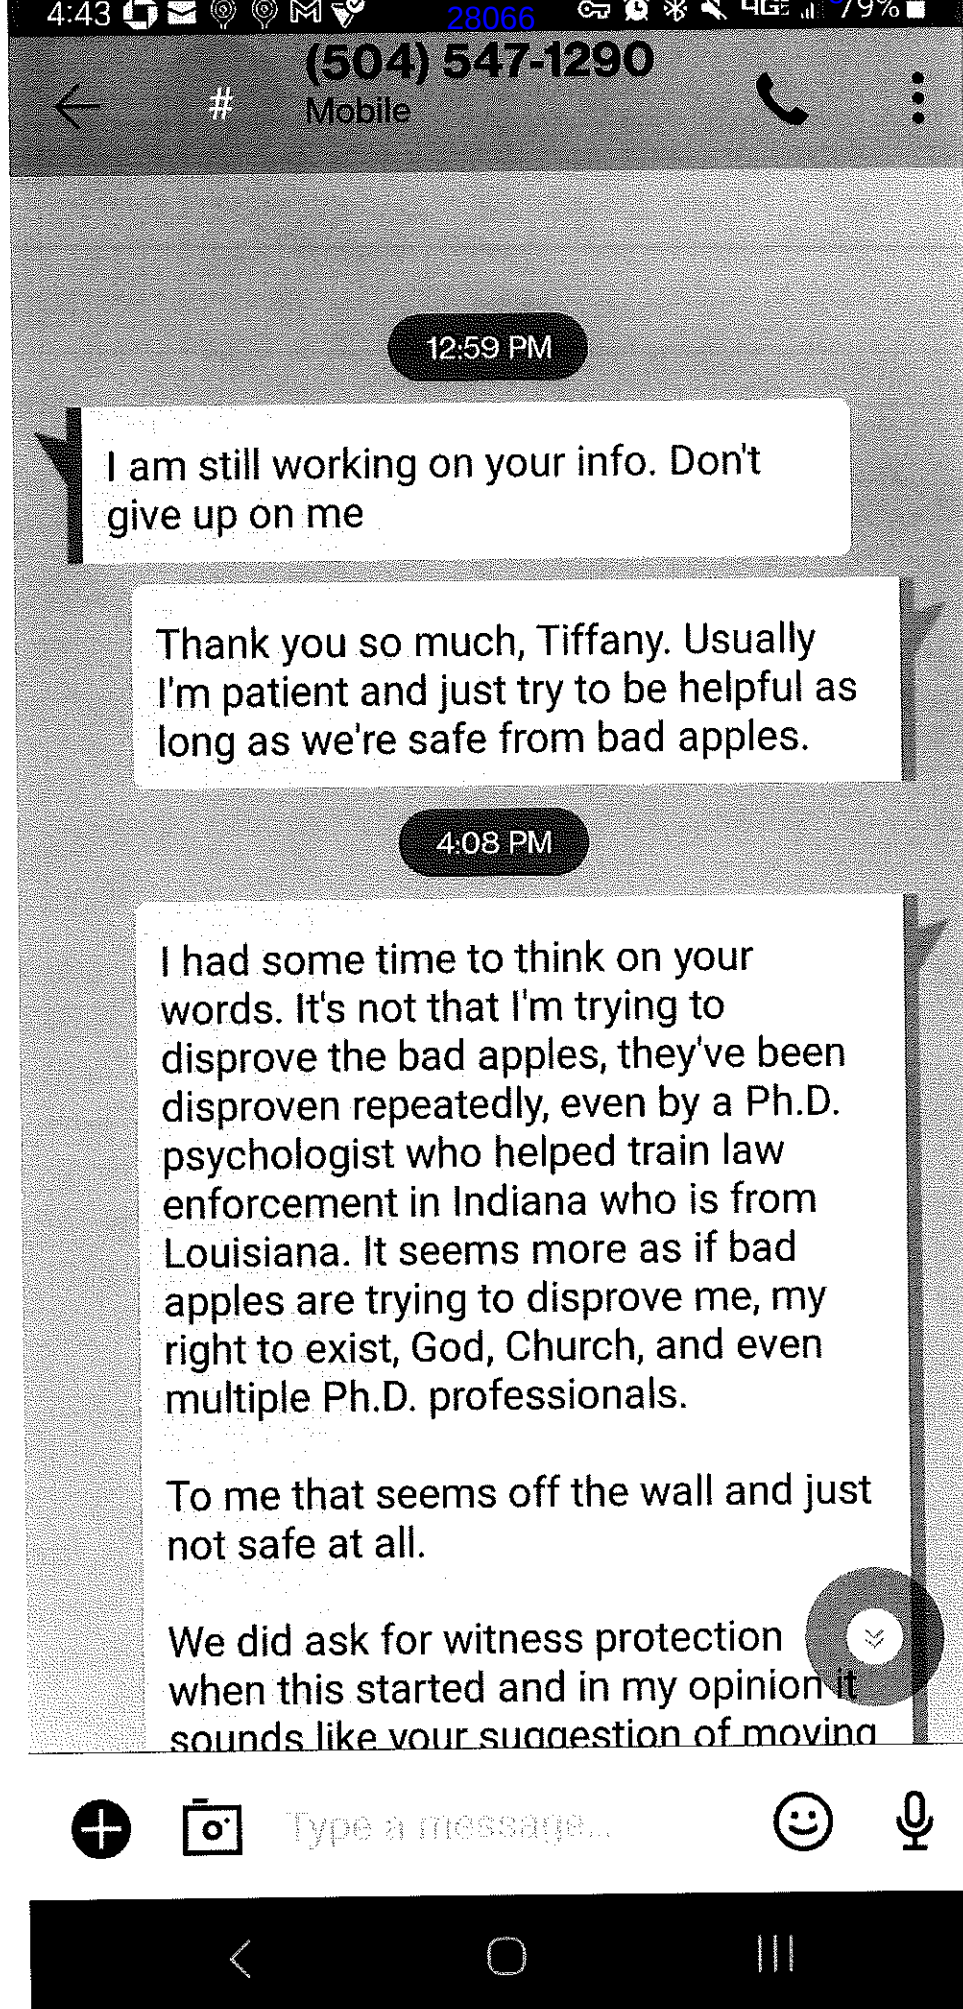 4:43
28066
4GE
79%
(504) 547-1290
#
Mobile
12:59 PM
I am still working on your info. Don't
give up on me
Thank you so much, Tiffany. Usually
I'm patient and just try to be helpful as
long as we're safe from bad apples.
4:08 PM
I had some time to think on your
words. It's not that I'm trying to
disprove the bad apples, they've been
disproven repeatedly, even by a Ph.D.
psychologist who helped train law
enforcement in Indiana who is from
Louisiana. It seems more as if bad
apples are trying to disprove me, my
right to exist, God, Church, and even
multiple Ph.D. professionals.
To me that seems off the wall and just
not safe at all.
We did ask for witness protection
when this started and in my opinion it
sounds like your suggestion of moving
Type a message...